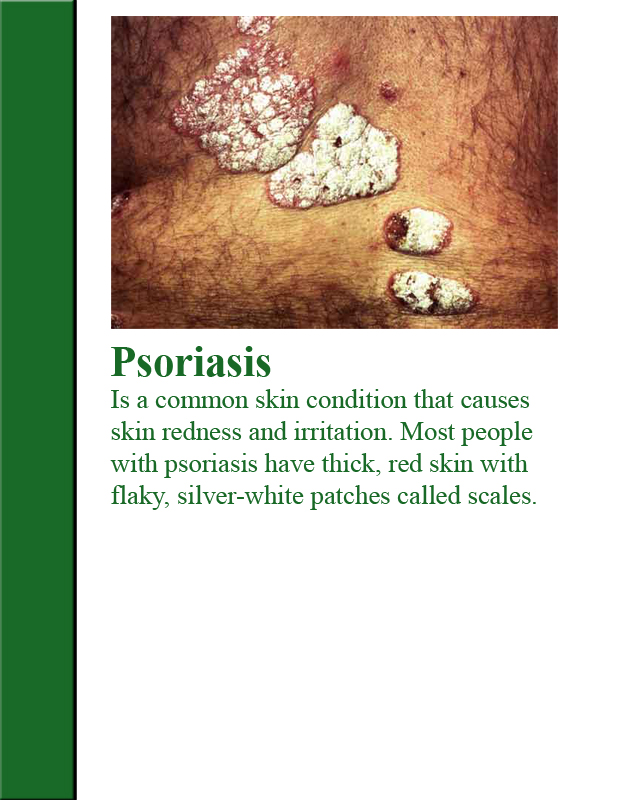 Psoriasis
Is a common skin condition that causes
skin redness and irritation. Most people
with psoriasis have thick, red skin with
flaky, silver-white patches called scales.